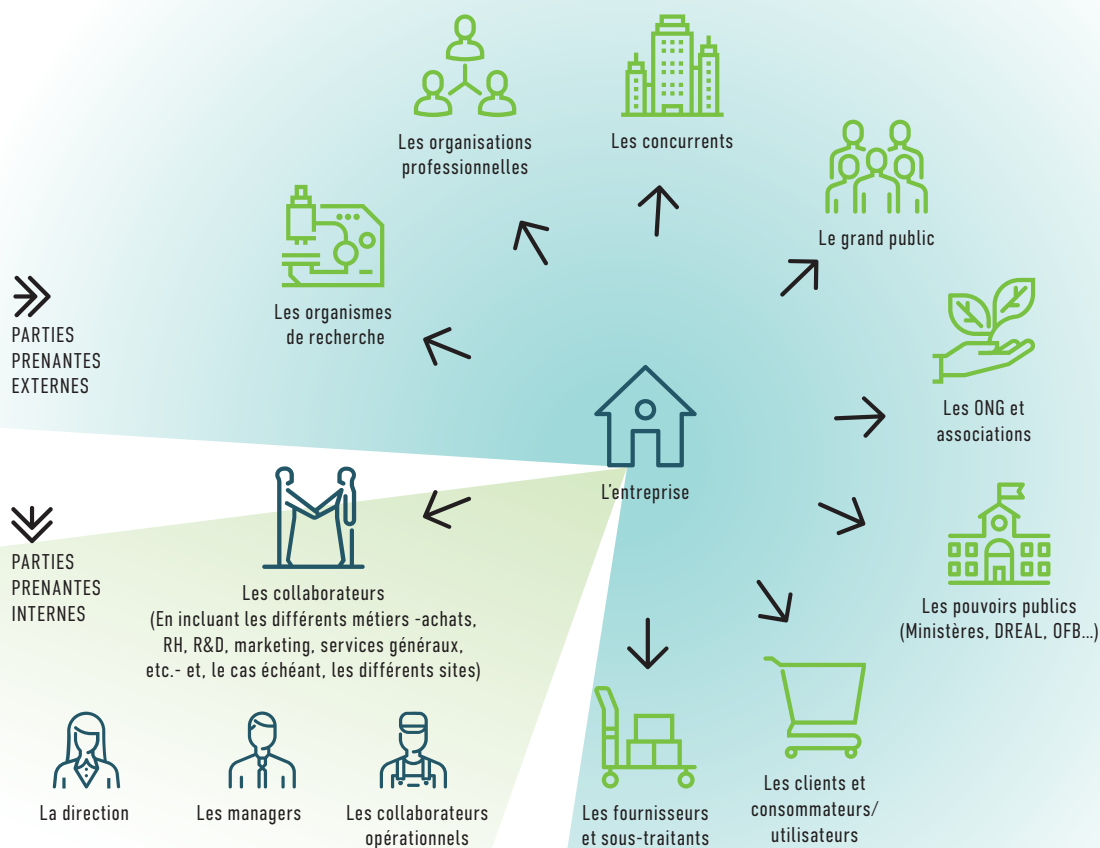 Les organisations
professionnelles
Les concurrents
Le grand public
Les organismes
de recherche
PARTIES
PRENANTES
EXTERNES
Les ONG et
associations
L'entreprise
PARTIES
PRENANTES
INTERNES
Les collaborateurs
(En incluant les différents métiers -achats,
RH, R&D, marketing, services généraux,
etc.- et, le cas échéant, les différents sites)
Les pouvoirs publics
(Ministères, DREAL, OFB...)
La direction
Les managers
Les collaborateurs
opérationnels
Les fournisseurs
et sous-traitants
Les clients et
consommateurs/
utilisateurs